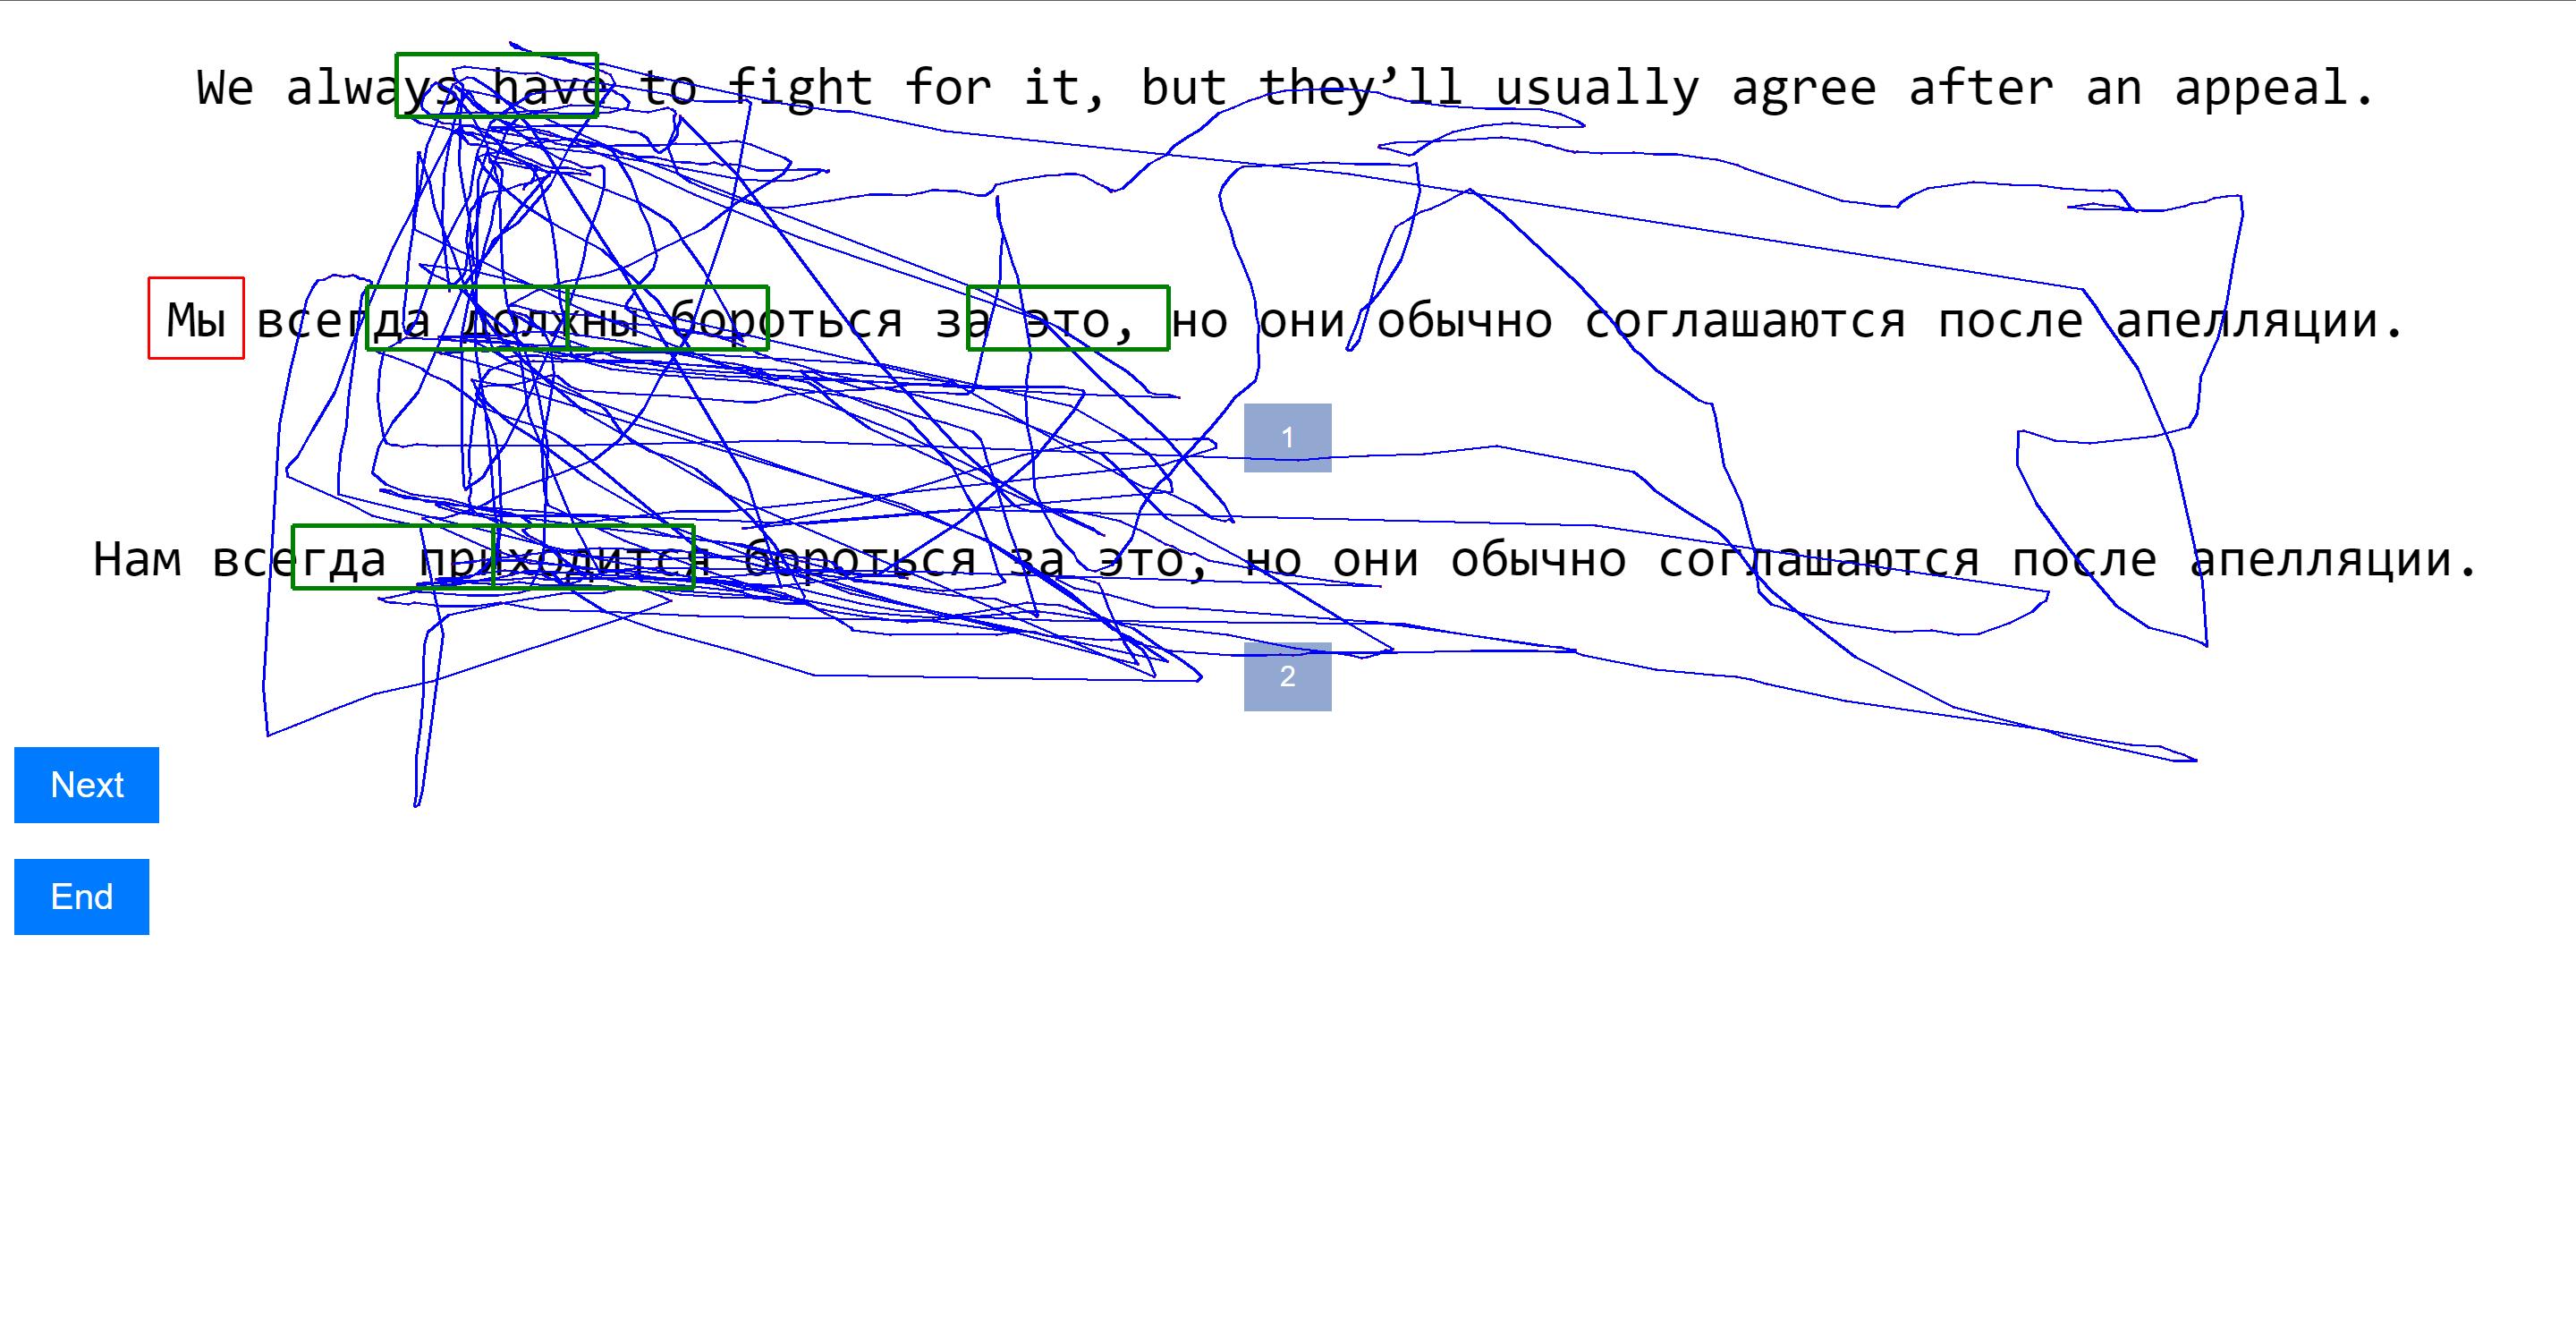 We always have to fight for it, but they’ll usually agree after an appeal.
Мы всегда должны бороться за это, но они обычно соглашаются после апелляции.
1
Нам всегда приходится бороться за это, но они обычно соглашаются после апелляции.
2
Next
End